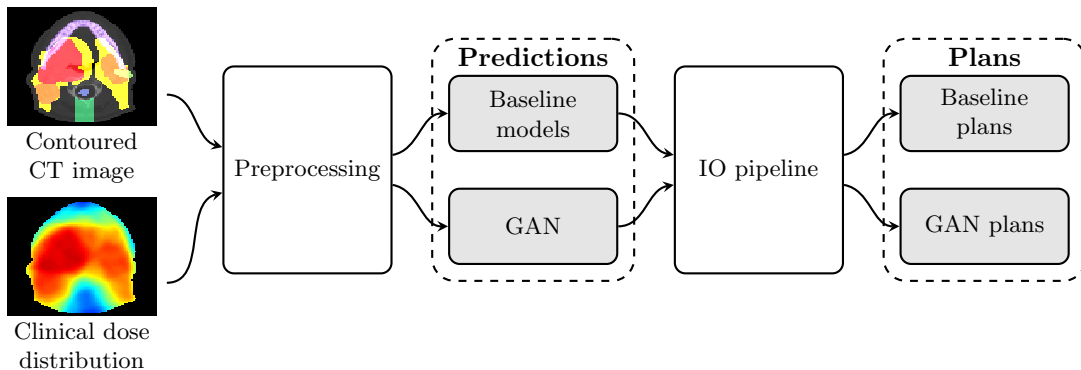 Contoured
CT image
Clinical dose
distribution
Preprocessing
Predictions
Baseline
models
GAN
IO pipeline
Plans
Baseline
plans
GAN plans